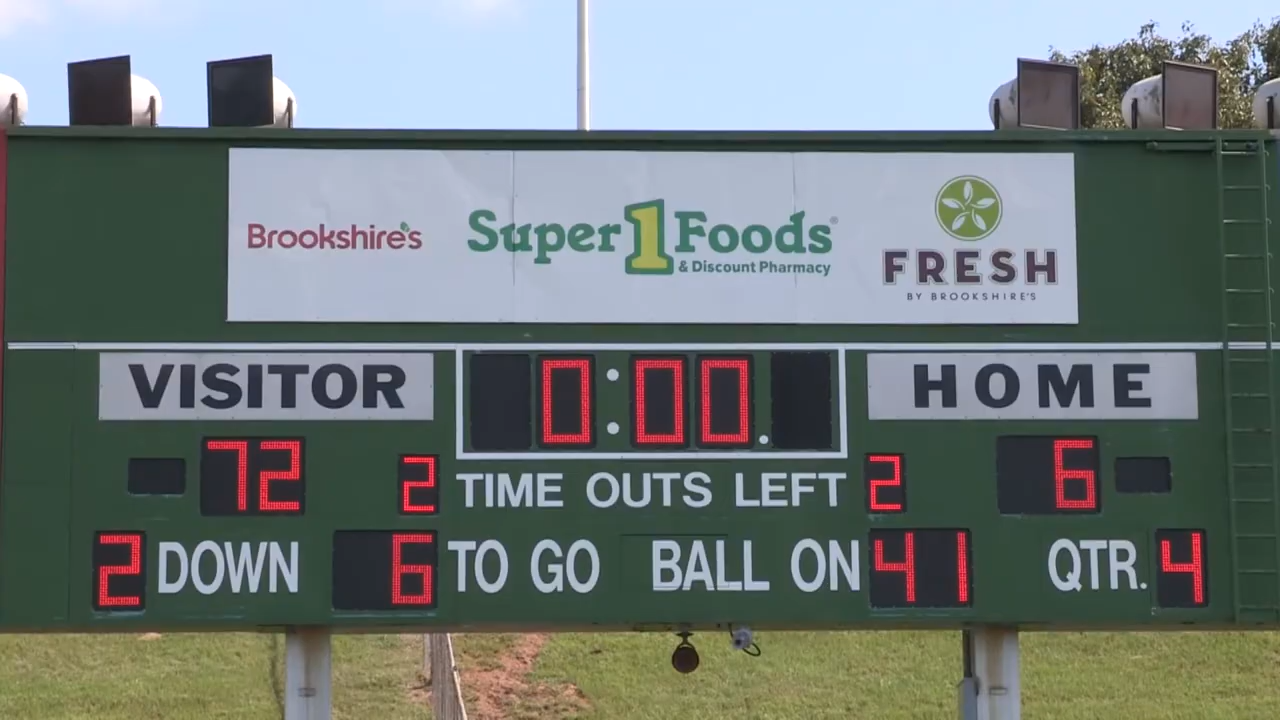 Brookshire's
Super 1 Foods®
& Discount Pharmacy
FRESH
BY BROOKSHIRE'S
VISITOR
0:00.
HOME
72
2
TIME OUTS LEFT
2
6
2 DOWN
6 TO GO
BALL ON 41
QTR. 4